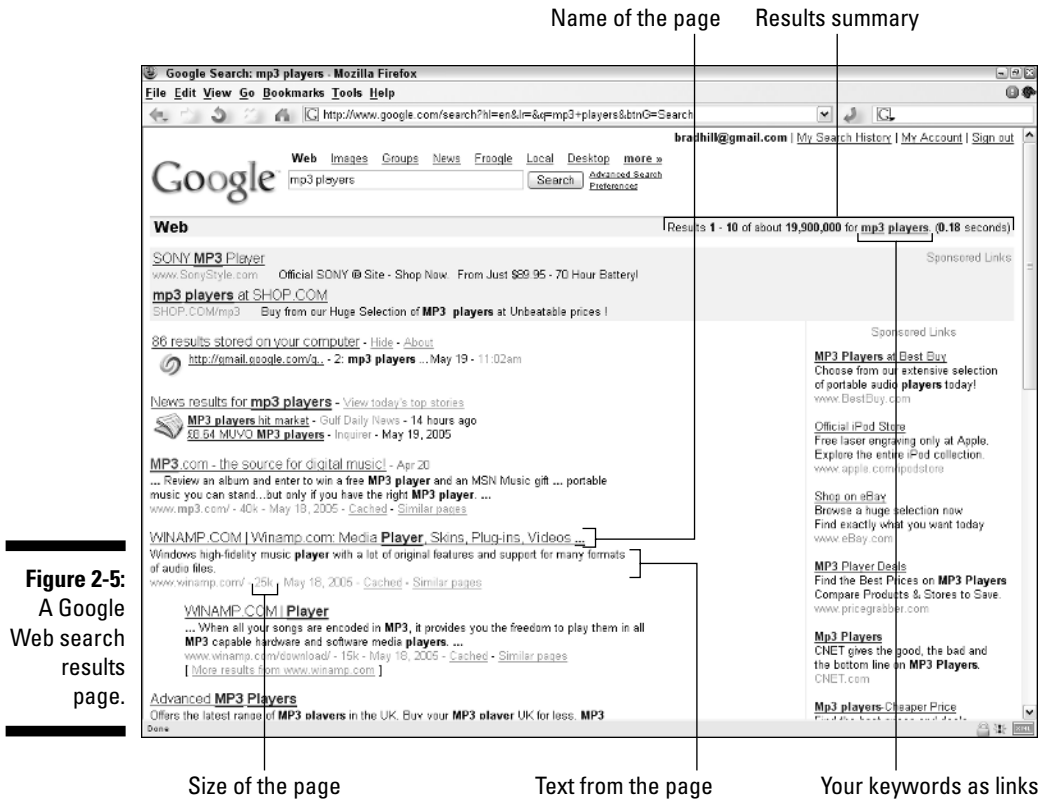 Name of the page
Results summary
Google Search: mp3 players - Mozilla Firefox
File Edit View Go Bookmarks Tools Help
http://www.google.com/search?hl=en&lr=&q=mp3+players&btnG=Search
bradhill@gmail.com | My Search History | My Account | Sign out
Google
Web Images Groups News Froogle Local Desktop more »
mp3 players
Search
Advanced Search
Preferences
Web
Results 1 - 10 of about 19,900,000 for mp3 players. (0.18 seconds)
SONY MP3 Player
www.SonyStyle.com Official SONY ® Site - Shop Now. From Just $89.95 - 70 Hour Battery!
mp3 players at SHOP.COM
SHOP.COM/mp3 Buy from our Huge Selection of MP3 players at Unbeatable prices !
Sponsored Links
86 results stored on your computer - Hide - About
http://gmail.google.com/g.. - 2: mp3 players ... May 19 - 11:02am
News results for mp3 players - View today's top stories
MP3 players hit market - Gulf Daily News - 14 hours ago
£8.64 MUVO MP3 players - Inquirer - May 19, 2005
MP3.com - the source for digital music! - Apr 20
... Review an album and enter to win a free MP3 player and an MSN Music gift ... portable
music you can stand...but only if you have the right MP3 player. ...
www.mp3.com/ - 40k - May 18, 2005 - Cached - Similar pages
WINAMP.COM | Winamp.com: Media Player, Skins, Plug-ins, Videos ...
Windows high-fidelity music player with a lot of original features and support for many formats
of audio files.
www.winamp.com/ - 25k - May 18, 2005 - Cached - Similar pages
WINAMP.COM | Player
... When all your songs are encoded in MP3, it provides you the freedom to play them in all
MP3 capable hardware and software media players. ...
www.winamp.com/download/ - 15k - May 18, 2005 - Cached - Similar pages
[ More results from www.winamp.com ]
Advanced MP3 Players
Offers the latest range of MP3 players in the UK. Buy your MP3 player UK for less. MP3
Sponsored Links
MP3 Players at Best Buy
Choose from our extensive selection
of portable audio players today!
www.BestBuy.com
Official iPod Store
Free laser engraving only at Apple.
Explore the entire iPod collection.
www.apple.com/ipodstore
Shop on eBay
Browse a huge selection now
Find exactly what you want today
www.eBay.com
MP3 Player Deals
Find the Best Prices on MP3 Players
Compare Products & Stores to Save.
www.pricegrabber.com
Mp3 Players
CNET gives the good, the bad and
the bottom line on MP3 Players.
CNET.com
Mp3 players-Cheaper Price
Find the best prices and deals
Done
Figure 2-5:
A Google
Web search
results
page.
Size of the page
Text from the page
Your keywords as links